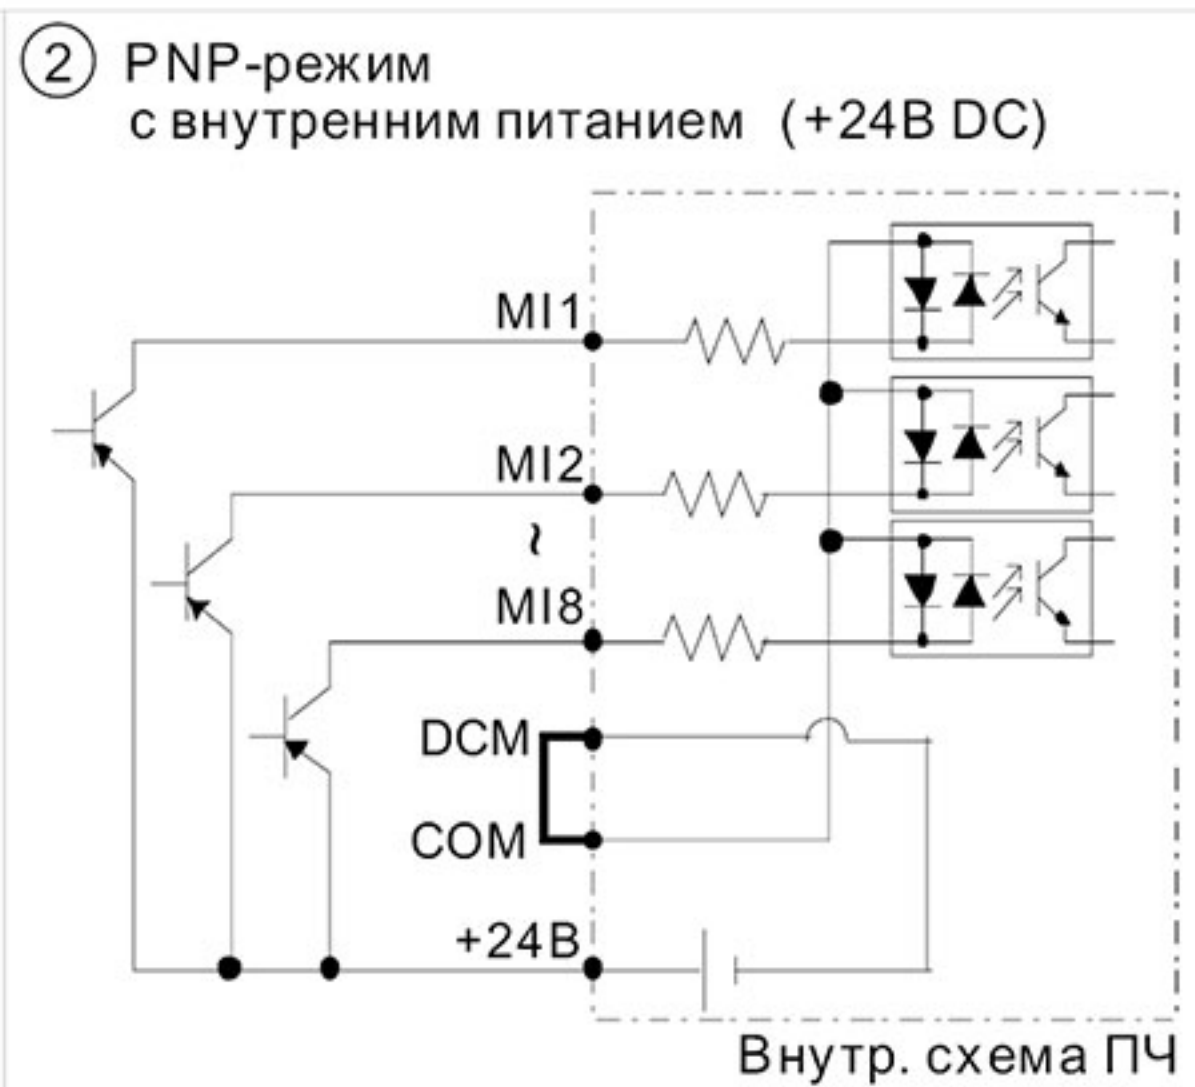 2 PNP-режим
с внутренним питанием (+24В DC)
MI1
MI2
~
MI8
DCM
COM
+24В
Внутр. схема ПЧ